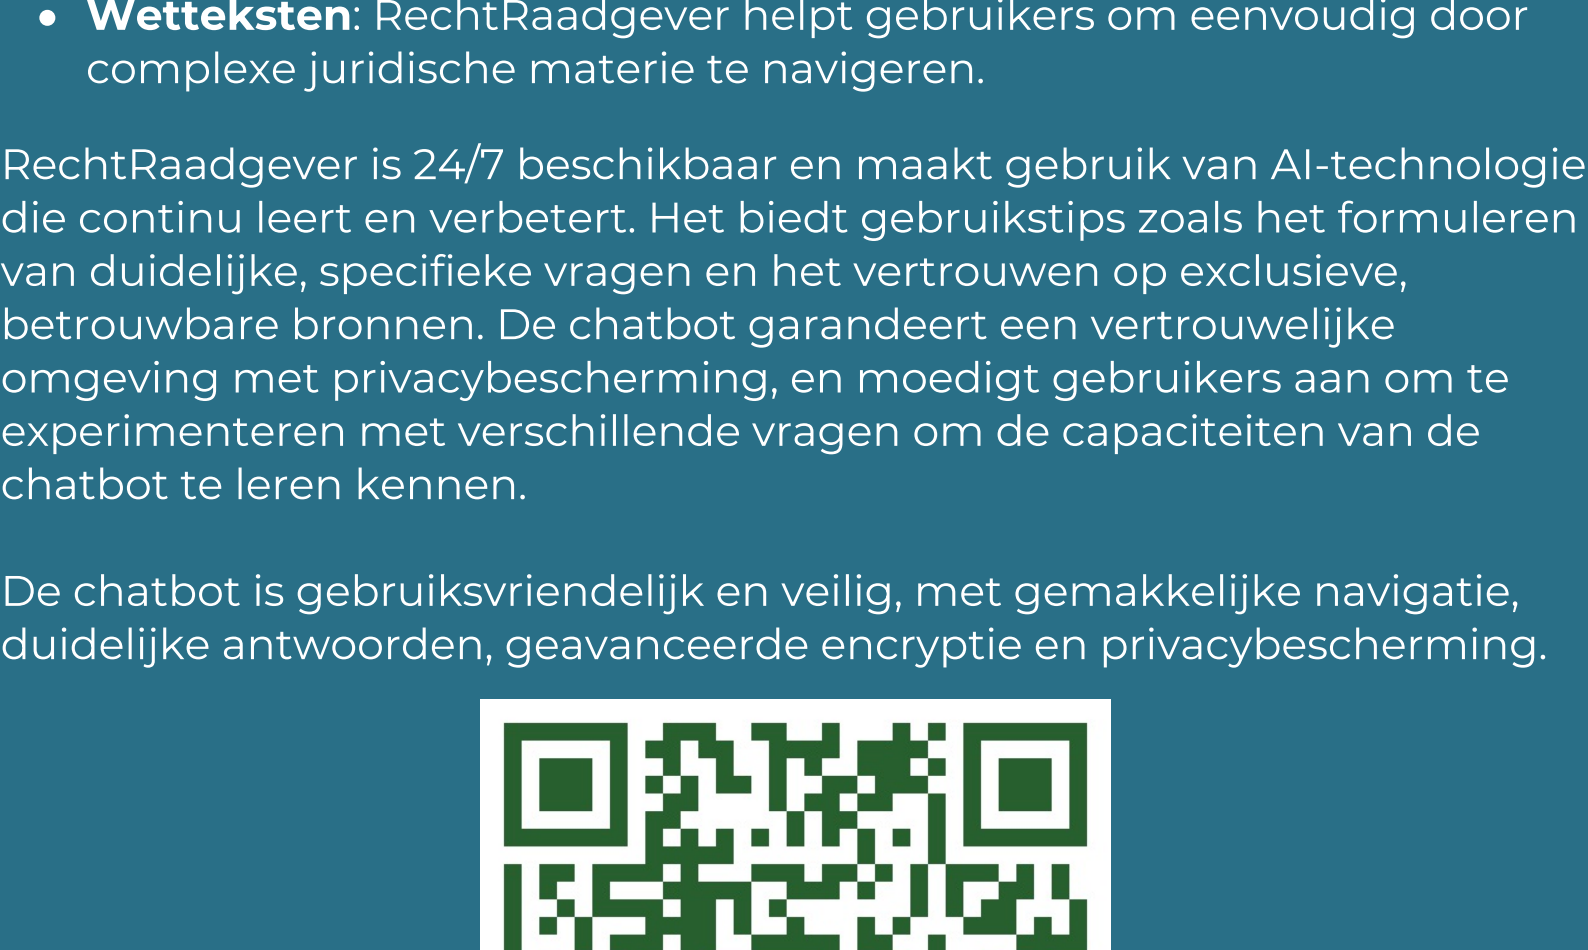 • Wetteksten: RechtRaadgever helpt gebruikers om eenvoudig door
complexe juridische materie te navigeren.
RechtRaadgever is 24/7 beschikbaar en maakt gebruik van AI-technologie
die continu leert en verbetert. Het biedt gebruikstips zoals het formuleren
van duidelijke, specifieke vragen en het vertrouwen op exclusieve,
betrouwbare bronnen. De chatbot garandeert een vertrouwelijke
omgeving met privacybescherming, en moedigt gebruikers aan om te
experimenteren met verschillende vragen om de capaciteiten van de
chatbot te leren kennen.
De chatbot is gebruiksvriendelijk en veilig, met gemakkelijke navigatie,
duidelijke antwoorden, geavanceerde encryptie en privacybescherming.